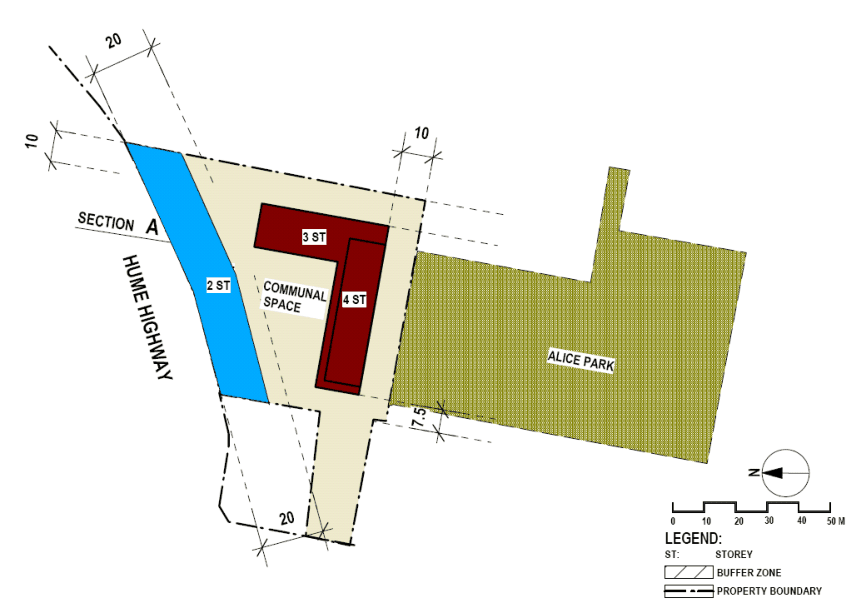 20
10
10
SECTION A
3 ST
HUME HIGHWAY
2 ST
COMMUNAL
SPACE
4 ST
ALICE PARK
7.5
20
N
0 10 20 30 40 50 M
LEGEND:
ST: STOREY
BUFFER ZONE
PROPERTY BOUNDARY